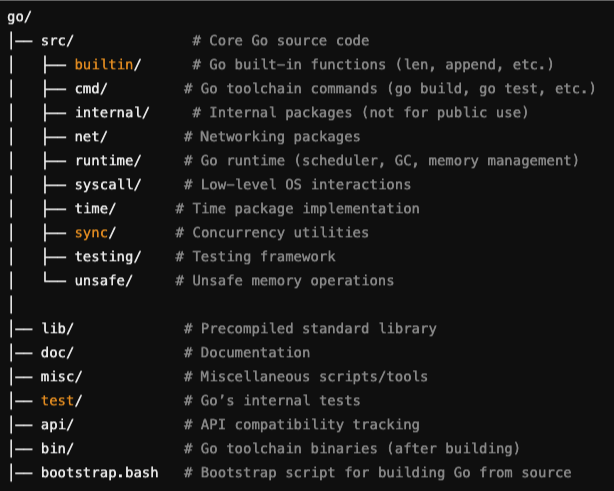 go/
|── src/ # Core Go source code
│ ├── builtin/ # Go built-in functions (len, append, etc.)
│ ├── cmd/ # Go toolchain commands (go build, go test, etc.)
│ ├── internal/ # Internal packages (not for public use)
│ ├── net/ # Networking packages
│ ├── runtime/ # Go runtime (scheduler, GC, memory management)
│ ├── syscall/ # Low-level OS interactions
│ ├── time/ # Time package implementation
│ ├── sync/ # Concurrency utilities
│ ├── testing/ # Testing framework
│ └── unsafe/ # Unsafe memory operations
│
|── lib/ # Precompiled standard library
|── doc/ # Documentation
|── misc/ # Miscellaneous scripts/tools
|── test/ # Go’s internal tests
|── api/ # API compatibility tracking
|── bin/ # Go toolchain binaries (after building)
|── bootstrap.bash # Bootstrap script for building Go from source